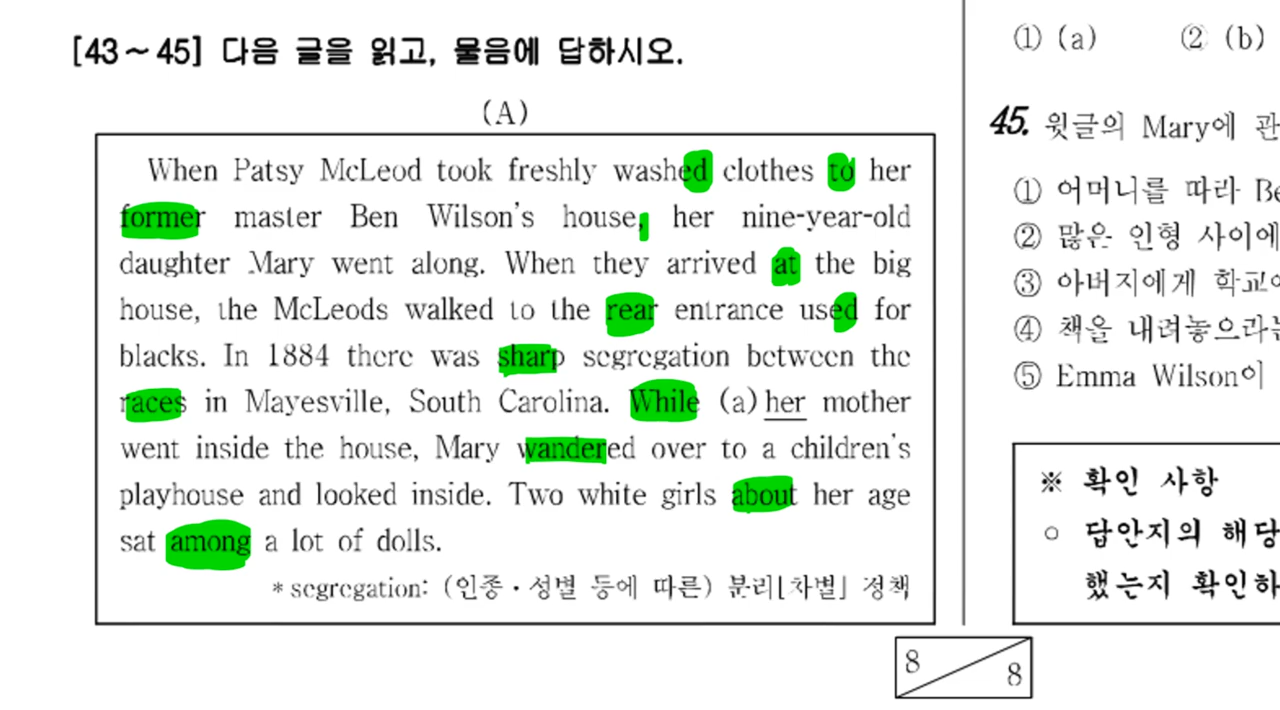 [43~45] 다음 글을 읽고, 물음에 답하시오.
(A)
When Patsy McLeod took freshly washed clothes to her
former master Ben Wilson's house, her nine-year-old
daughter Mary went along. When they arrived at the big
house, the McLeods walked to the rear entrance used for
blacks. In 1884 there was sharp segregation between the
races in Mayesville, South Carolina. While (a) her mother
went inside the house, Mary wandered over to a children's
playhouse and looked inside. Two white girls about her age
sat among a lot of dolls.
* segregation: (인종·성별 등에 따른) 분리[차별] 정책
① (a) ② (b)
45. 윗글의 Mary에 관
① 어머니를 따라 Be
② 많은 인형 사이에
③ 아버지에게 학교에
④ 책을 내려놓으라는
⑤ Emma Wilson이
※ 확인 사항
○ 답안지의 해당
했는지 확인하
8
8